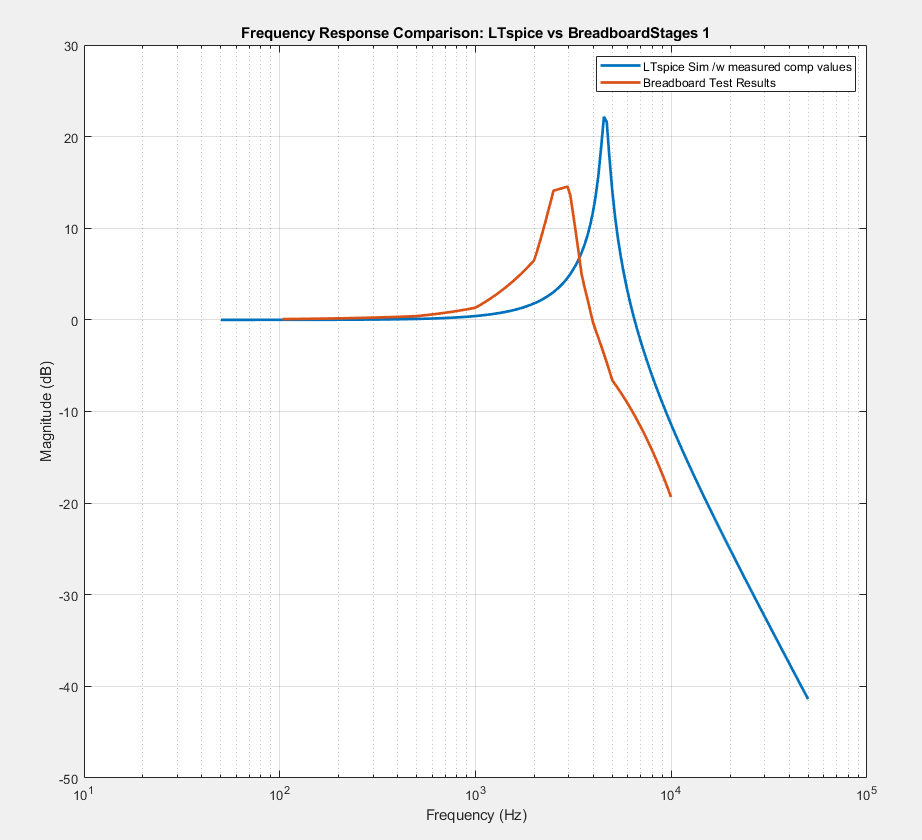 Frequency Response Comparison: LTspice vs BreadboardStages 1
LTspice Sim /w measured comp values
Breadboard Test Results
30
20
10
0
-10
-20
-30
-40
-50
Magnitude (dB)
10^1
10^2
10^3
10^4
10^5
Frequency (Hz)